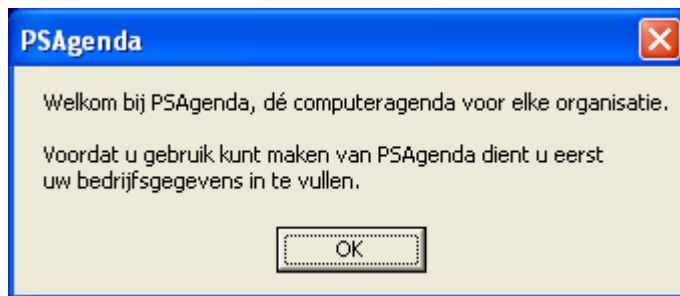 PSAgenda
Welkom bij PSAgenda, dé computeragenda voor elke organisatie.
Voordat u gebruik kunt maken van PSAgenda dient u eerst
uw bedrijfsgegevens in te vullen.
OK